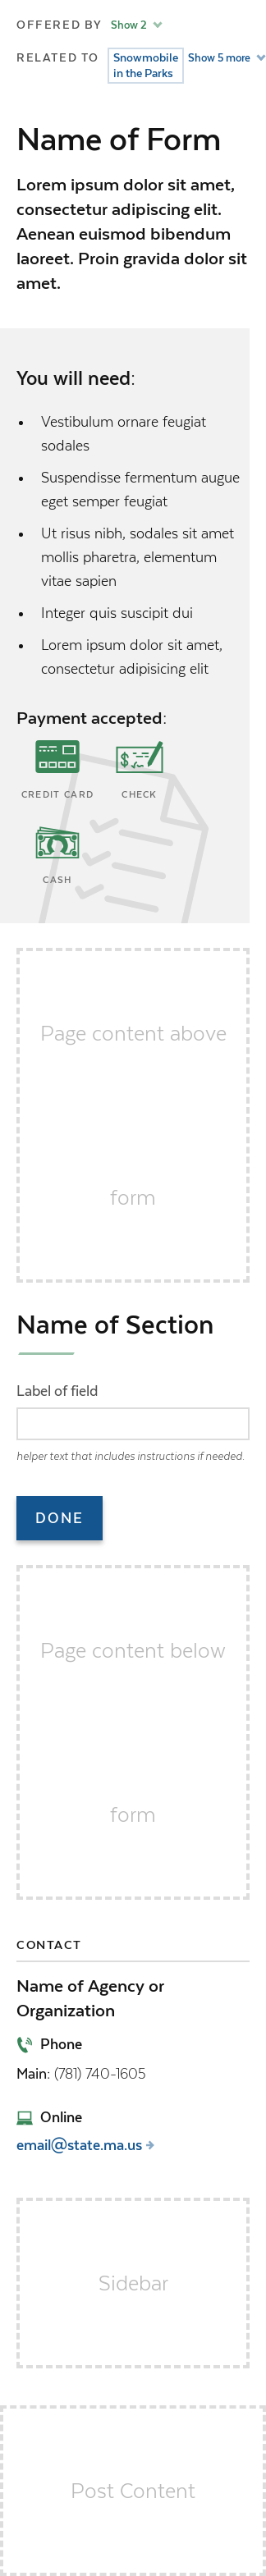 OFFERED BY Show 2
RELATED TO Snowmobile Show 5 more
in the Parks
Name of Form
Lorem ipsum dolor sit amet,
consectetur adipiscing elit.
Aenean euismod bibendum
laoreet. Proin gravida dolor sit
amet.
You will need:
Vestibulum ornare feugiat
sodales
Suspendisse fermentum augue
eget semper feugiat
Ut risus nibh, sodales sit amet
mollis pharetra, elementum
vitae sapien
Integer quis suscipit dui
Lorem ipsum dolor sit amet,
consectetur adipisicing elit
Payment accepted:
CREDIT CARD CHECK
CASH
Page content above
form
Name of Section
Label of field
helper text that includes instructions if needed.
DONE
Page content below
form
CONTACT
Name of Agency or
Organization
Phone
Main: (781) 740-1605
Online
email@state.ma.us
Sidebar
Post Content